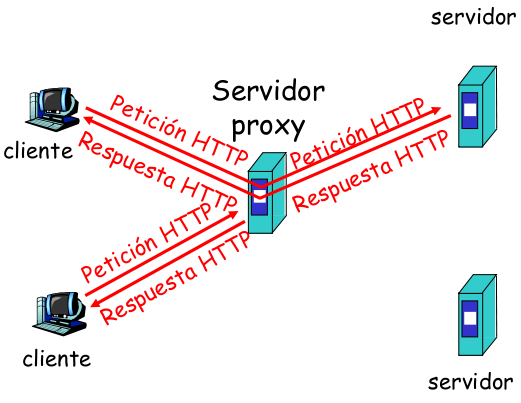 servidor
Servidor
proxy
Petición HTTP
Respuesta HTTP
Petición HTTP
Respuesta HTTP
cliente
Petición HTTP
Respuesta HTTP
cliente
servidor